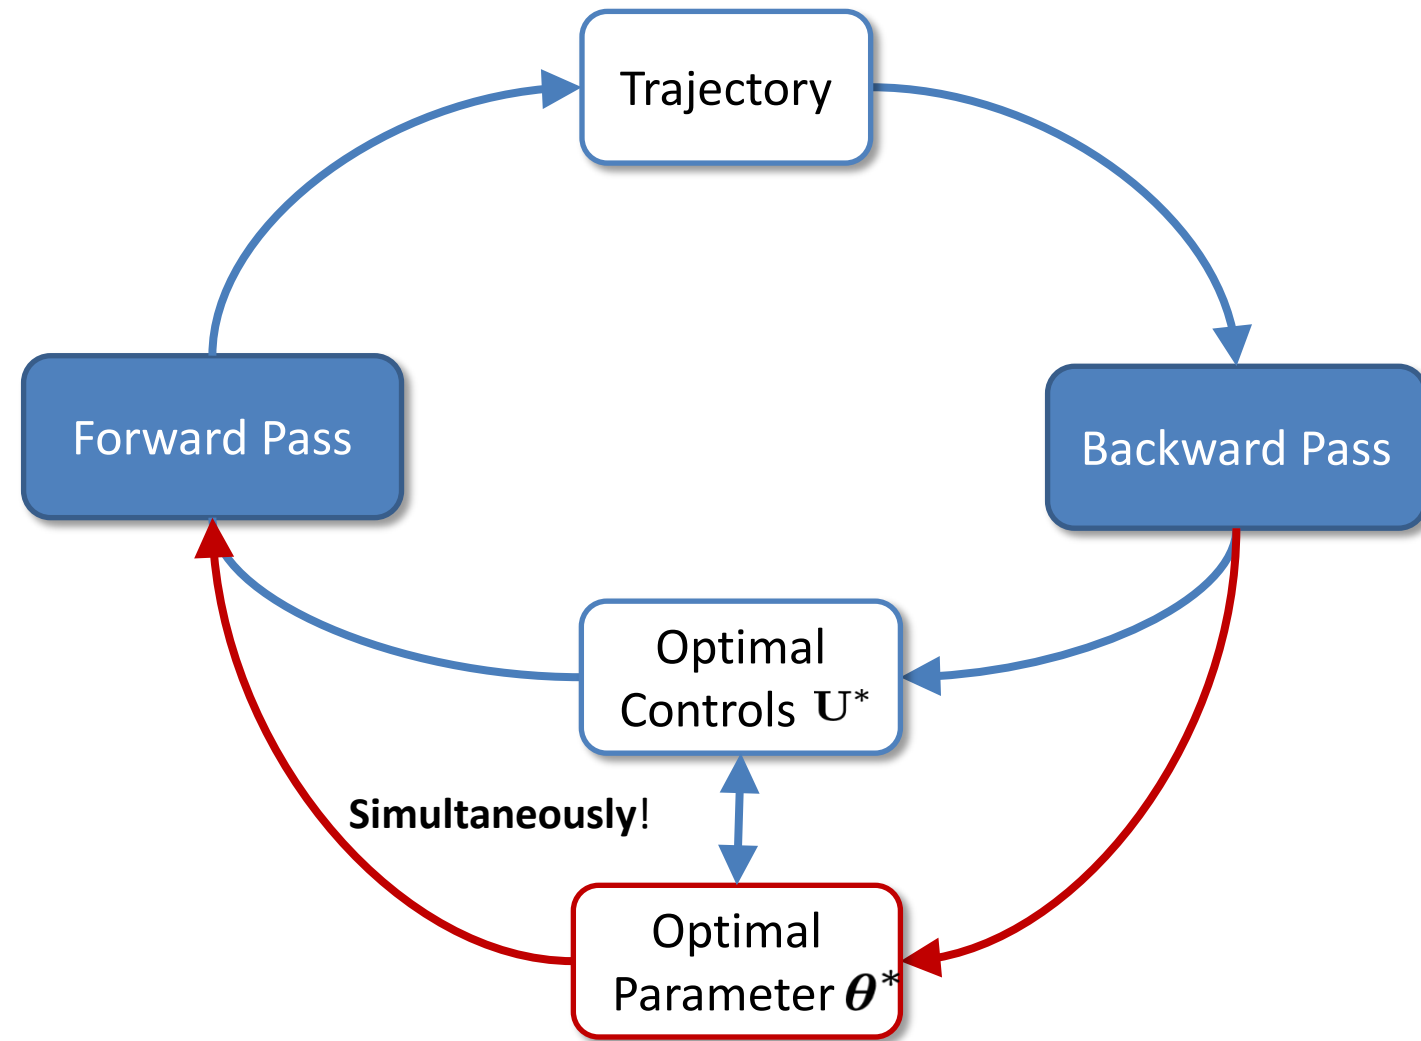 Trajectory
Forward Pass
Backward Pass
Optimal
Controls U*
Simultaneously!
Optimal
Parameter θ*